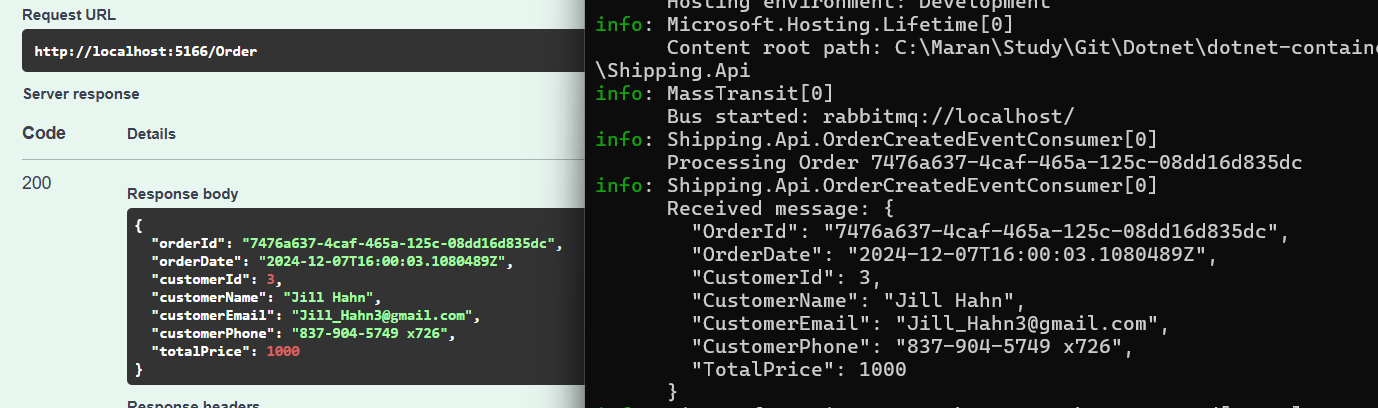 Request URL
http://localhost:5166/Order
Server response
Code
Details
200
Response body
{
"orderId": "7476a637-4caf-465a-125c-08dd16d835dc",
"orderDate": "2024-12-07T16:00:03.1080489Z",
"customerId": 3,
"customerName": "Jill Hahn",
"customerEmail": "Jill_Hahn3@gmail.com",
"customerPhone": "837-904-5749 x726",
"totalPrice": 1000
}
Response headers
Hosting environment: Development
info: Microsoft.Hosting.Lifetime[0]
Content root path: C:\Maran\Study\Git\Dotnet\dotnet-containe
\Shipping.Api
info: MassTransit[0]
Bus started: rabbitmq://localhost/
info: Shipping.Api.OrderCreatedEventConsumer[0]
Processing Order 7476a637-4caf-465a-125c-08dd16d835dc
info: Shipping.Api.OrderCreatedEventConsumer[0]
Received message: {
"OrderId": "7476a637-4caf-465a-125c-08dd16d835dc",
"OrderDate": "2024-12-07T16:00:03.1080489Z",
"CustomerId": 3,
"CustomerName": "Jill Hahn",
"CustomerEmail": "Jill_Hahn3@gmail.com",
"CustomerPhone": "837-904-5749 x726",
"TotalPrice": 1000
}